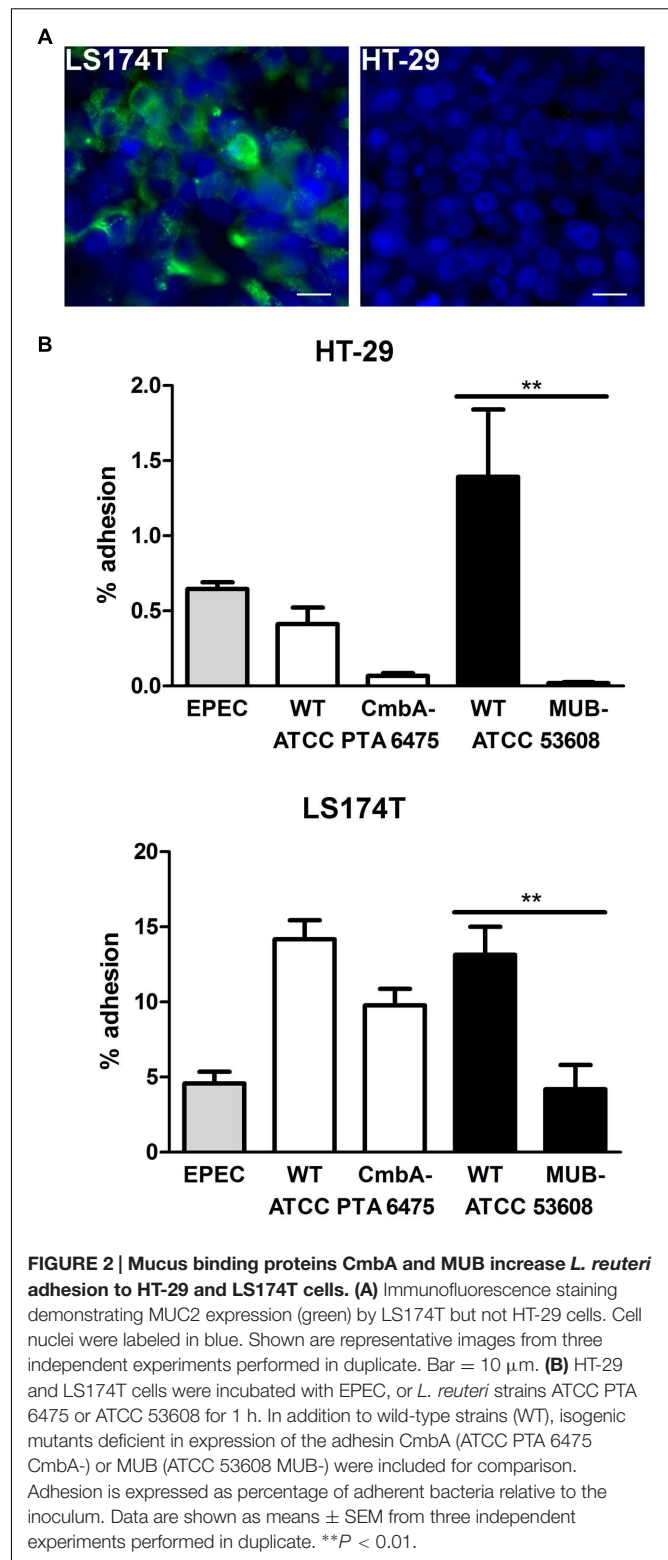 A
LS174T
HT-29
B
HT-29
**
2.0
1.5
1.0
0.5
0.0
% adhesion
EPEC
WT
CmbA-
WT
MUB-
ATCC PTA 6475
ATCC 53608
LS174T
**
20
15
10
5
0
% adhesion
EPEC
WT
CmbA-
WT
MUB-
ATCC PTA 6475
ATCC 53608
FIGURE 2 | Mucus binding proteins CmbA and MUB increase L. reuteri
adhesion to HT-29 and LS174T cells. (A) Immunofluorescence staining
demonstrating MUC2 expression (green) by LS174T but not HT-29 cells. Cell
nuclei were labeled in blue. Shown are representative images from three
independent experiments performed in duplicate. Bar = 10 μm. (B) HT-29
and LS174T cells were incubated with EPEC, or L. reuteri strains ATCC PTA
6475 or ATCC 53608 for 1 h. In addition to wild-type strains (WT), isogenic
mutants deficient in expression of the adhesin CmbA (ATCC PTA 6475
CmbA-) or MUB (ATCC 53608 MUB-) were included for comparison.
Adhesion is expressed as percentage of adherent bacteria relative to the
inoculum. Data are shown as means ± SEM from three independent
experiments performed in duplicate. **P < 0.01.